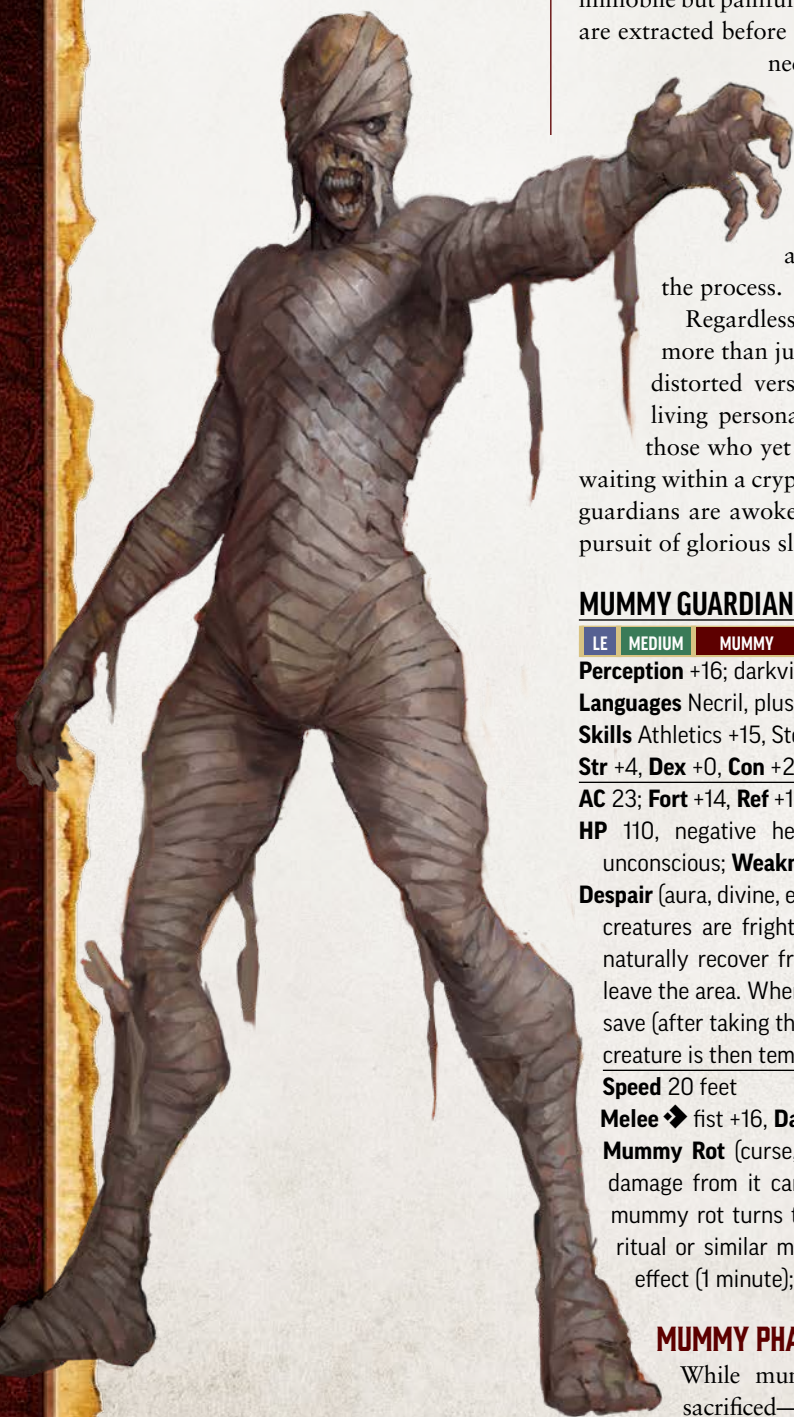 immobile but painful
are extracted before
nec
a
the process.
Regardless
more than ju
distorted vers
living persona
those who yet
waiting within a cryp
guardians are awoke
pursuit of glorious sl
MUMMY GUARDIAN
LE MEDIUM MUMMY
Perception +16; darkvi
Languages Necril, plus
Skills Athletics +15, Ste
Str +4, Dex +0, Con +2
AC 23; Fort +14, Ref +1
HP 110, negative he
unconscious; Weakn
Despair (aura, divine, e
creatures are fright
naturally recover fr
leave the area. When
save (after taking th
creature is then tem
Speed 20 feet
Melee fist +16, Da
Mummy Rot (curse,
damage from it car
mummy rot turns t
ritual or similar m
effect (1 minute);
MUMMY PHA
While mum
sacrificed—